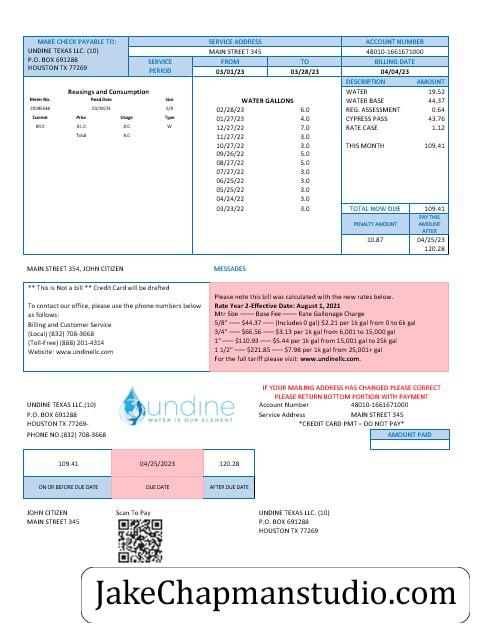 MAKE CHECK PAYABLE TO:
UNDINE TEXAS LLC. (10)
P.O. BOX 691288
HOUSTON TX 77269
SERVICE ADDRESS
MAIN STREET 345
SERVICE PERIOD
FROM
TO
03/01/23
03/28/23
ACCOUNT NUMBER
48010-1661671000
BILLING DATE
04/04/23
Reasings and Consumption
Meter No. Read Date Size
03/28/23 5/8
Current Prior Usage Type
89.0 81.0 8.0 W
Total 8.0
WATER GALLONS
02/28/23 6.0
01/27/23 4.0
12/27/22 7.0
11/27/22 3.0
10/27/22 3.0
09/26/22 5.0
08/27/22 5.0
07/27/22 3.0
06/25/22 3.0
05/25/22 3.0
04/24/22 3.0
03/23/22 3.0
DESCRIPTION AMOUNT
WATER 19.52
WATER BASE 44.37
REG. ASSESSMENT 0.64
CYPRESS PASS 43.76
RATE CASE 1.12
THIS MONTH 109.41
TOTAL NOW DUE 109.41
PENALTY AMOUNT
PAY THIS AMOUNT AFTER
10.87 04/25/23
120.28
MAIN STREET 354, JOHN CITIZEN
MESSADES
** This is Not a bill ** Credit Card will be drafted
To contact our office, please use the phone numbers below
as follows:
Billing and Customer Service
(Local) (832) 708-3668
(Toll-Free) (888) 201-4314
Website: www.undinellc.com
Please note this bill was calculated with the new rates below.
Rate Year 2-Effective Date: August 1, 2021
Mtr Size ---- Base Fee ---- Rate Gallonage Charge
5/8" ---- $44.37 ---- (Includes 0 gal) $2.21 per 1k gal from 0 to 6k gal
3/4" ---- $66.56 ---- $3.13 per 1k gal from 6,001 to 15,000 gal
1" ---- $110.93 ---- $5.44 per 1k gal from 15,001 gal to 25k gal
1 1/2" ---- $221.85 ---- $7.98 per 1k gal from 25,001+ gal
For the full tariff please visit: www.undinellc.com.
UNDINE TEXAS LLC.(10)
P.O. BOX 691288-
HOUSTON TX 77269-
PHONE NO.(832) 708-3668
undine
WATER IS OUR ELEMENT
IF YOUR MAILING ADDRESS HAS CHANGED PLEASE CORRECT
PLEASE RETURN BOTTOM PORTION WITH PAYMENT
Account Number 48010-1661671000
Service Address MAIN STREET 345
*CREDIT CARD PMT – DO NOT PAY*
AMOUNT PAID
109.41 04/25/2023 120.28
ON OR BEFORE DUE DATE DUE DATE AFTER DUE DATE
JOHN CITIZEN
MAIN STREET 345
Scan To Pay
UNDINE TEXAS LLC. (10)
P.O. BOX 691288
HOUSTON TX 77269
JakeChapmanstudio.com